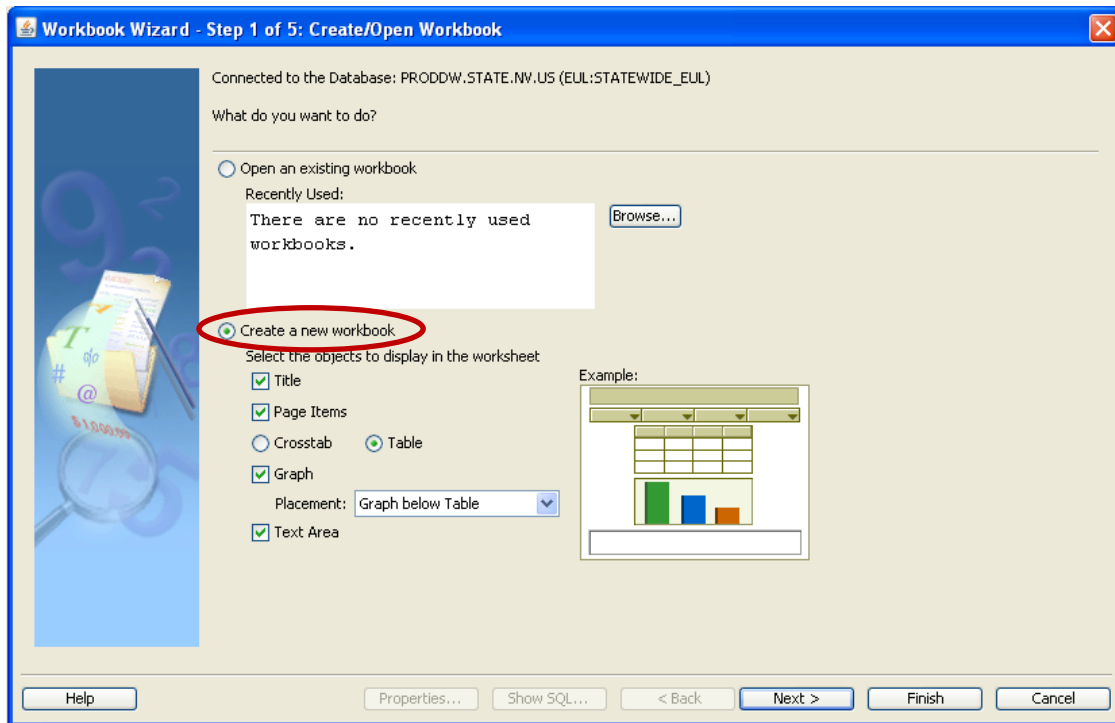 Workbook Wizard - Step 1 of 5: Create/Open Workbook
Connected to the Database: PRODDW.STATE.NV.US (EUL:STATEWIDE_EUL)
What do you want to do?
Open an existing workbook
Recently Used:
There are no recently used
workbooks.
Browse...
Create a new workbook
Select the objects to display in the worksheet
Title
Page Items
Crosstab Table
Graph
Placement: Graph below Table
Text Area
Example:
Help Properties... Show SQL... < Back Next > Finish Cancel